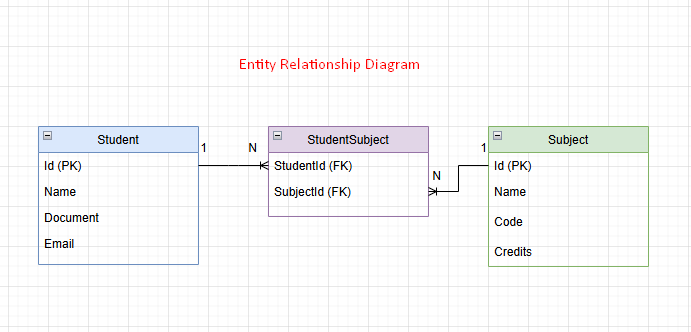 Entity Relationship Diagram
Student
Id (PK)
Name
Document
Email
1
N
StudentSubject
StudentId (FK)
SubjectId (FK)
N
1
Subject
Id (PK)
Name
Code
Credits